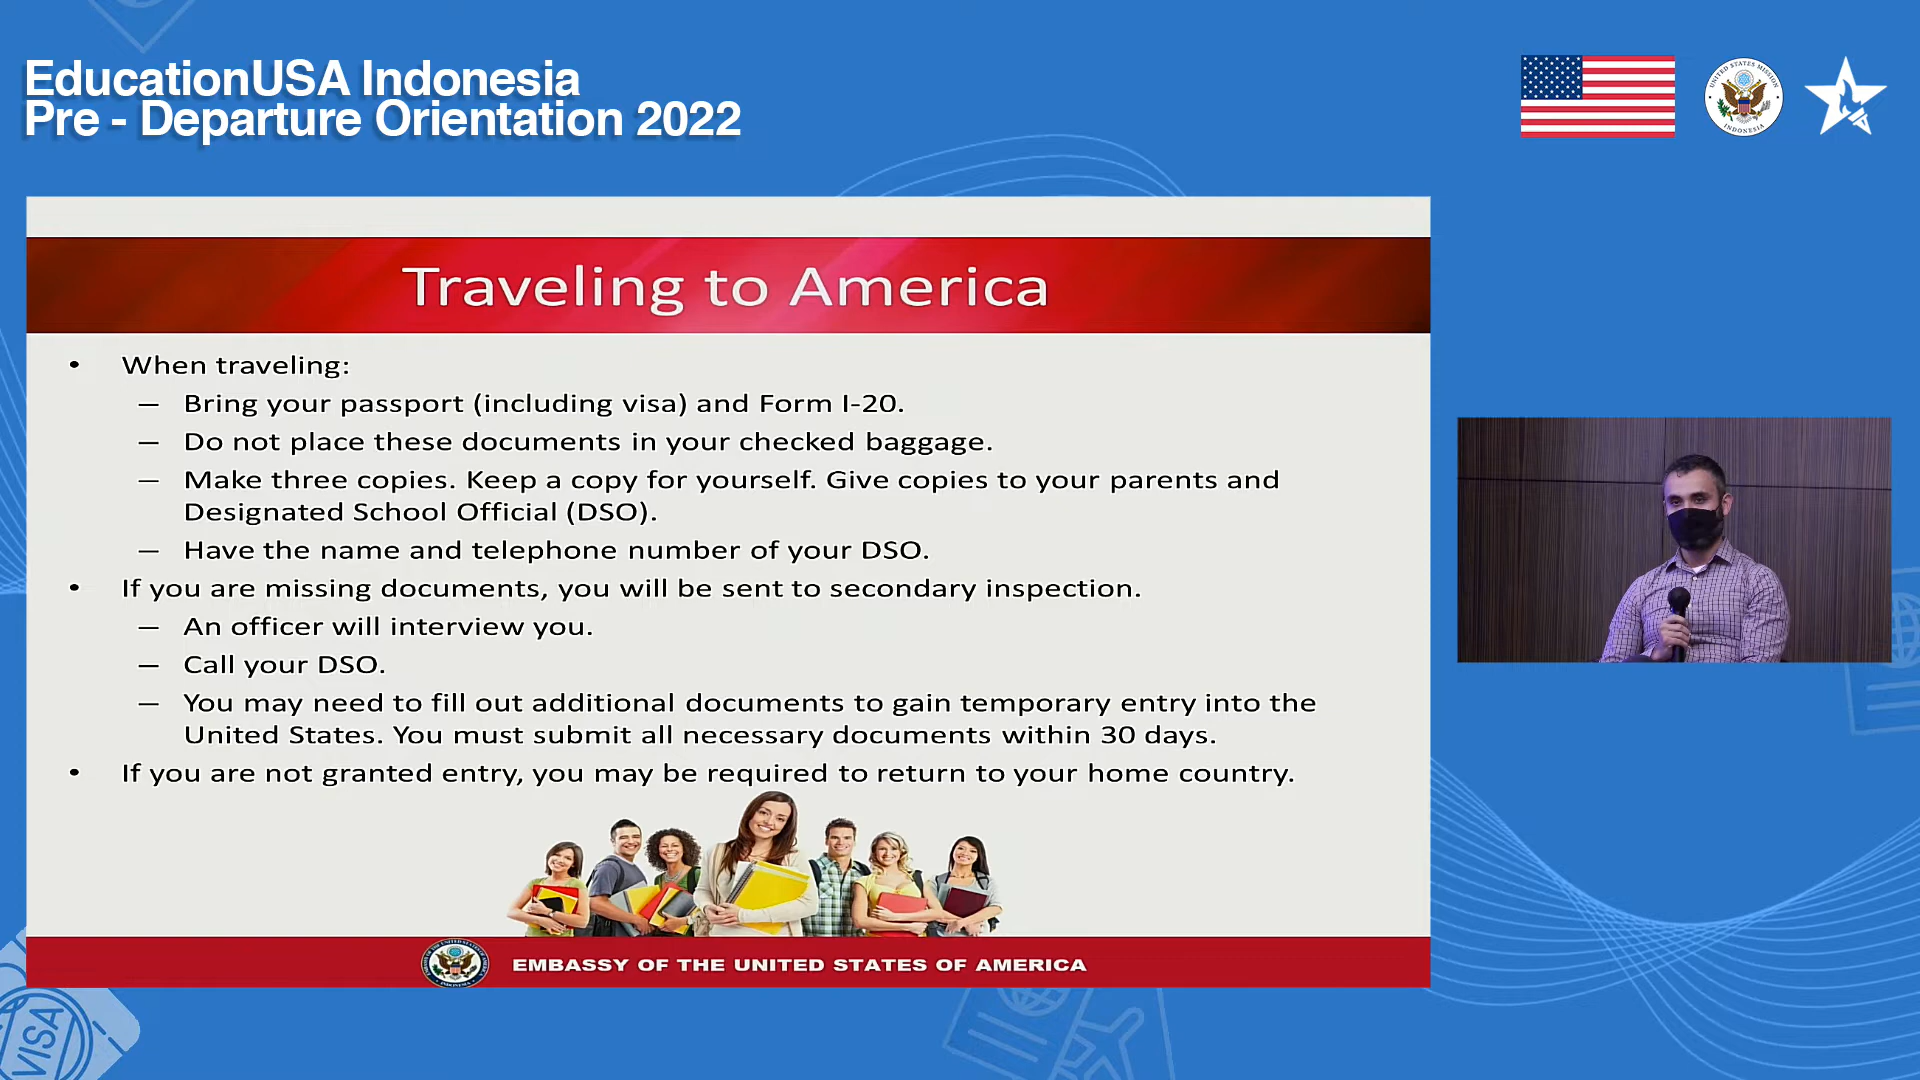 EducationUSA Indonesia
Pre - Departure Orientation 2022
UNITED STATES MISSION
INDONESIA
Traveling to America
• When traveling:
– Bring your passport (including visa) and Form I-20.
– Do not place these documents in your checked baggage.
– Make three copies. Keep a copy for yourself. Give copies to your parents and
Designated School Official (DSO).
– Have the name and telephone number of your DSO.
• If you are missing documents, you will be sent to secondary inspection.
– An officer will interview you.
– Call your DSO.
– You may need to fill out additional documents to gain temporary entry into the
United States. You must submit all necessary documents within 30 days.
• If you are not granted entry, you may be required to return to your home country.
EMBASSY OF THE UNITED STATES OF AMERICA
VISA